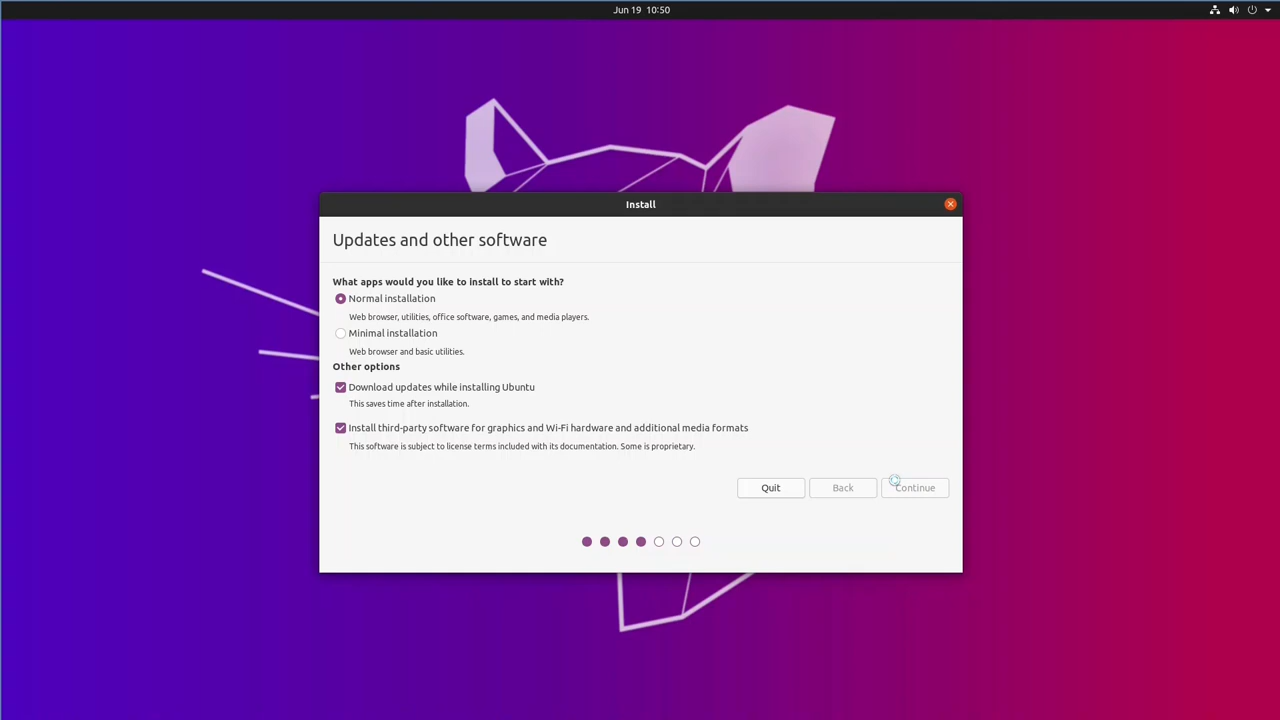 Jun 19 10:50
Install
Updates and other software
What apps would you like to install to start with?
Normal installation
Web browser, utilities, office software, games, and media players.
Minimal installation
Web browser and basic utilities.
Other options
Download updates while installing Ubuntu
This saves time after installation.
Install third-party software for graphics and Wi-Fi hardware and additional media formats
This software is subject to license terms included with its documentation. Some is proprietary.
Quit Back Continue